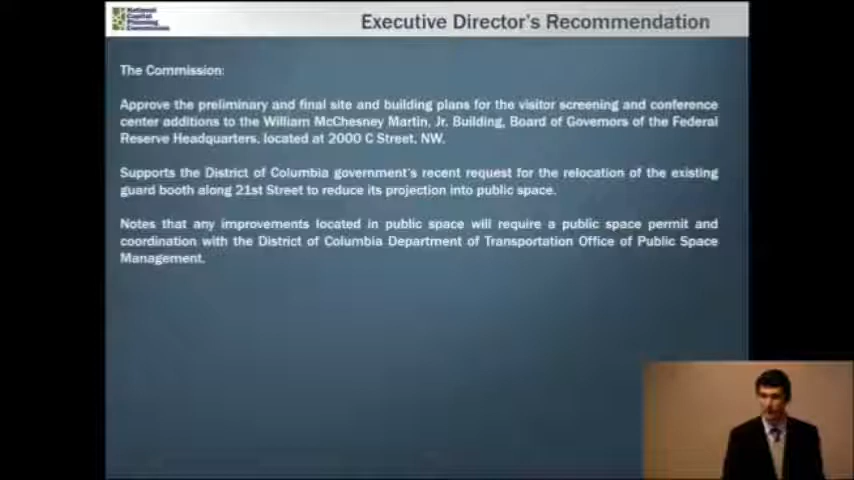 National
Capital
Planning
Commission
Executive Director's Recommendation
The Commission:
Approve the preliminary and final site and building plans for the visitor screening and conference
center additions to the William McChesney Martin, Jr. Building, Board of Governors of the Federal
Reserve Headquarters, located at 2000 C Street, NW.
Supports the District of Columbia government's recent request for the relocation of the existing
guard booth along 21st Street to reduce its projection into public space.
Notes that any improvements located in public space will require a public space permit and
coordination with the District of Columbia Department of Transportation Office of Public Space
Management.